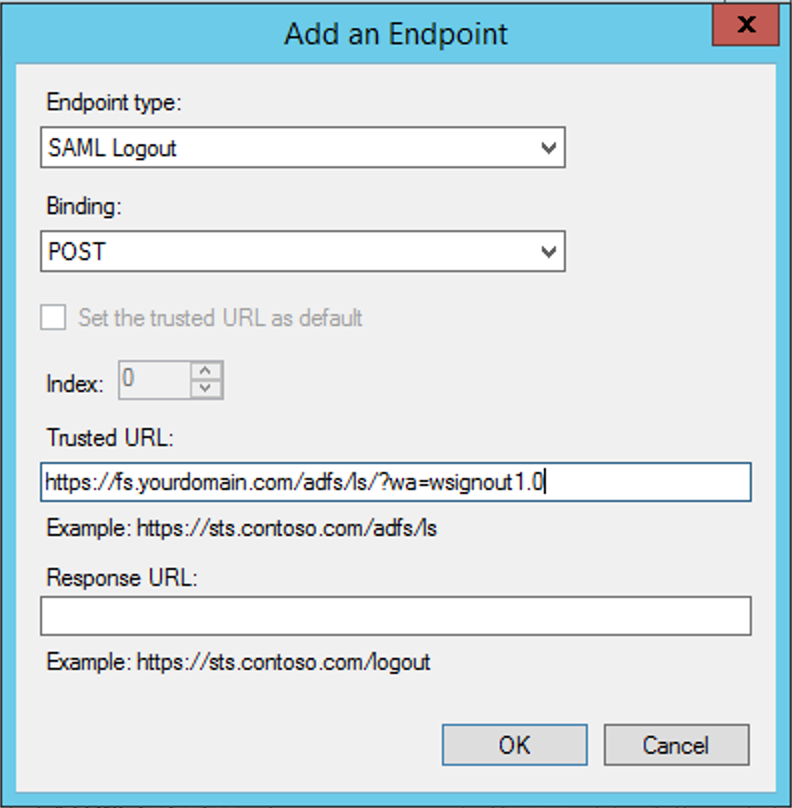 Add an Endpoint
x
Endpoint type:
SAML Logout
Binding:
POST
Set the trusted URL as default
Index: 0
Trusted URL:
https://fs.yourdomain.com/adfs/ls/?wa=wsignout1.0
Example: https://sts.contoso.com/adfs/ls
Response URL:
Example: https://sts.contoso.com/logout
OK Cancel